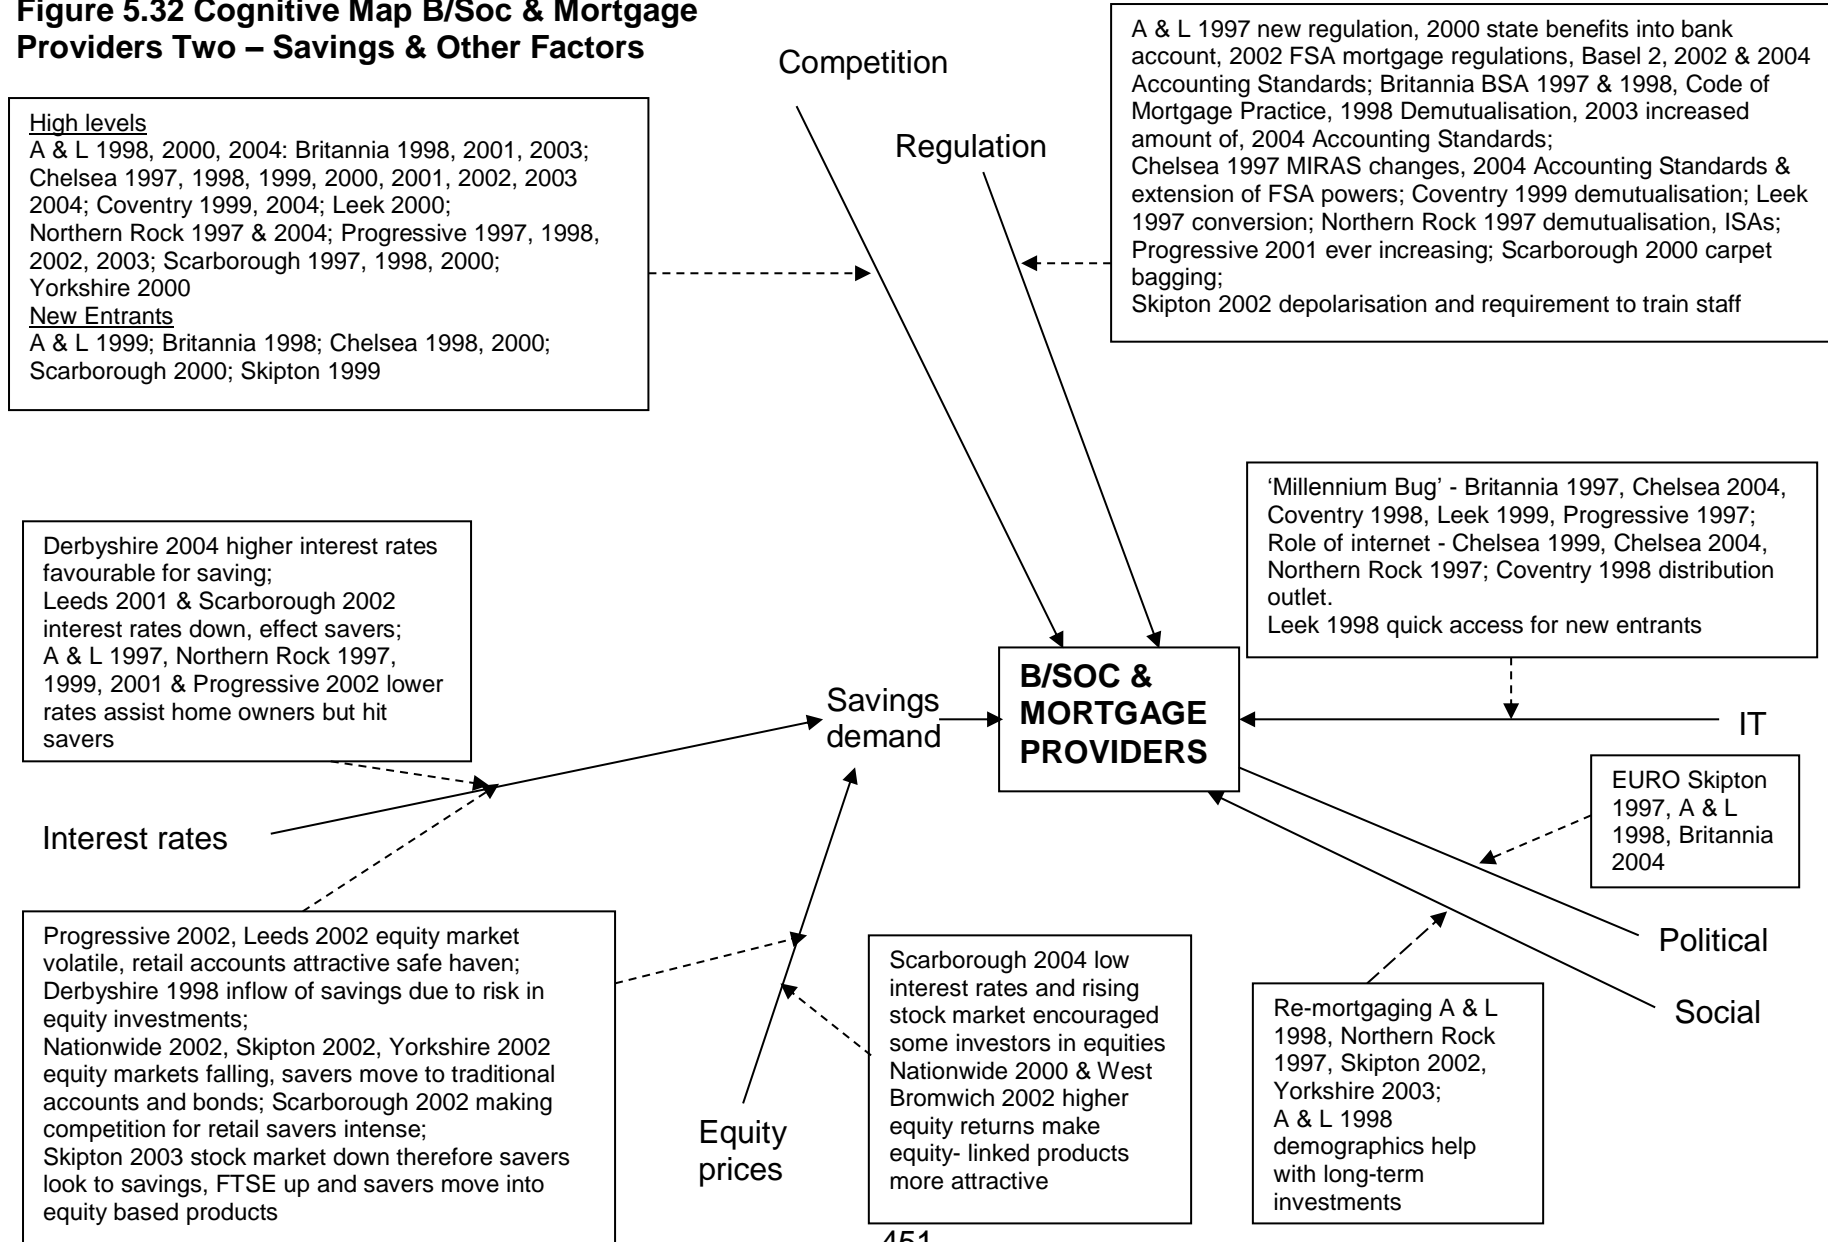 Figure 5.32 Cognitive Map B/Soc & Mortgage
Providers Two – Savings & Other Factors
Competition
Regulation
A & L 1997 new regulation, 2000 state benefits into bank
account, 2002 FSA mortgage regulations, Basel 2, 2002 & 2004
Accounting Standards; Britannia BSA 1997 & 1998, Code of
Mortgage Practice, 1998 Demutualisation, 2003 increased
amount of, 2004 Accounting Standards;
Chelsea 1997 MIRAS changes, 2004 Accounting Standards &
extension of FSA powers; Coventry 1999 demutualisation; Leek
1997 conversion; Northern Rock 1997 demutualisation, ISAs;
Progressive 2001 ever increasing; Scarborough 2000 carpet
bagging;
Skipton 2002 depolarisation and requirement to train staff
High levels
A & L 1998, 2000, 2004: Britannia 1998, 2001, 2003;
Chelsea 1997, 1998, 1999, 2000, 2001, 2002, 2003
2004; Coventry 1999, 2004; Leek 2000;
Northern Rock 1997 & 2004; Progressive 1997, 1998,
2002, 2003; Scarborough 1997, 1998, 2000;
Yorkshire 2000
New Entrants
A & L 1999; Britannia 1998; Chelsea 1998, 2000;
Scarborough 2000; Skipton 1999
‘Millennium Bug’ - Britannia 1997, Chelsea 2004,
Coventry 1998, Leek 1999, Progressive 1997;
Role of internet - Chelsea 1999, Chelsea 2004,
Northern Rock 1997; Coventry 1998 distribution
outlet.
Leek 1998 quick access for new entrants
Derbyshire 2004 higher interest rates
favourable for saving;
Leeds 2001 & Scarborough 2002
interest rates down, effect savers;
A & L 1997, Northern Rock 1997,
1999, 2001 & Progressive 2002 lower
rates assist home owners but hit
savers
Savings
demand
B/SOC &
MORTGAGE
PROVIDERS
IT
EURO Skipton
1997, A & L
1998, Britannia
2004
Interest rates
Political
Social
Progressive 2002, Leeds 2002 equity market
volatile, retail accounts attractive safe haven;
Derbyshire 1998 inflow of savings due to risk in
equity investments;
Nationwide 2002, Skipton 2002, Yorkshire 2002
equity markets falling, savers move to traditional
accounts and bonds; Scarborough 2002 making
competition for retail savers intense;
Skipton 2003 stock market down therefore savers
look to savings, FTSE up and savers move into
equity based products
Equity
prices
Scarborough 2004 low
interest rates and rising
stock market encouraged
some investors in equities
Nationwide 2000 & West
Bromwich 2002 higher
equity returns make
equity- linked products
more attractive
Re-mortgaging A & L
1998, Northern Rock
1997, Skipton 2002,
Yorkshire 2003;
A & L 1998
demographics help
with long-term
investments
451